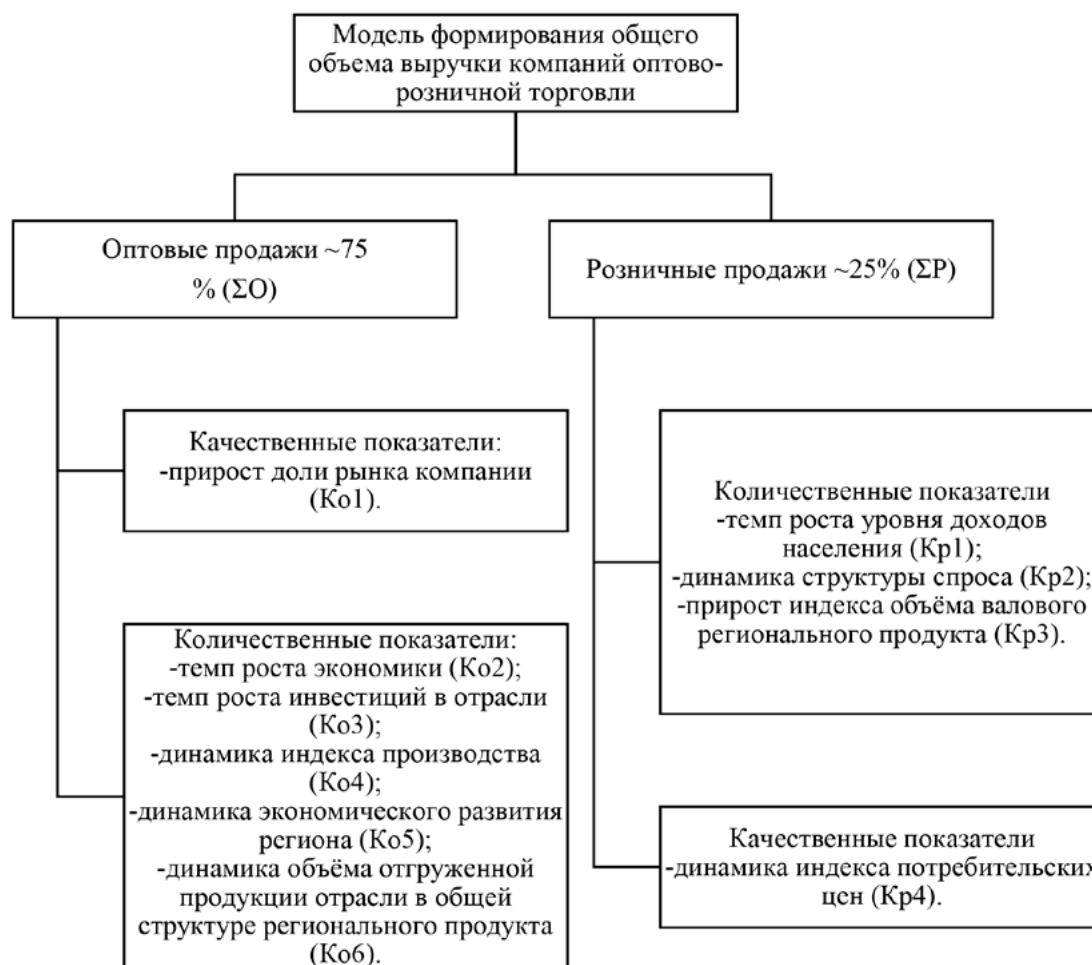 Модель формирования общего
объема выручки компаний оптово-
розничной торговли
Оптовые продажи ~75
% (ΣО)
Розничные продажи ~25% (ΣР)
Качественные показатели:
-прирост доли рынка компании
(Ко1).
Количественные показатели:
-темп роста экономики (Ко2);
-темп роста инвестиций в отрасли
(Ко3);
-динамика индекса производства
(Ко4);
-динамика экономического развития
региона (Ко5);
-динамика объёма отгруженной
продукции отрасли в общей
структуре регионального продукта
(Ко6).
Количественные показатели
-темп роста уровня доходов
населения (Кр1);
-динамика структуры спроса (Кр2);
-прирост индекса объёма валового
регионального продукта (Кр3).
Качественные показатели
-динамика индекса потребительских
цен (Кр4).